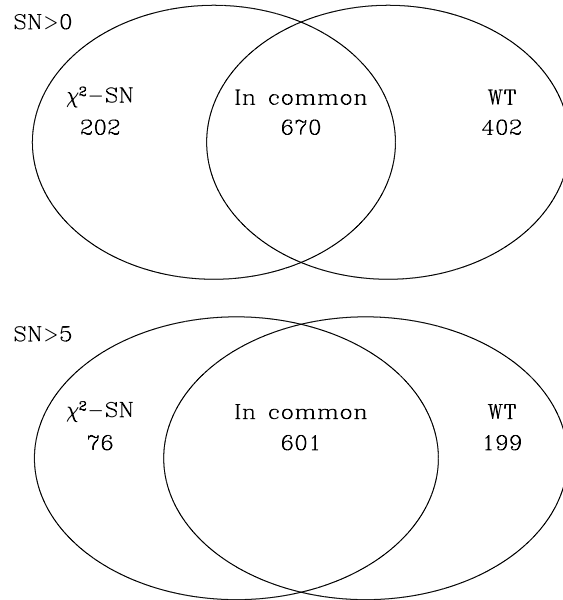 SN>0
χ²−SN In common WT
202 670 402
SN>5
χ²−SN In common WT
76 601 199